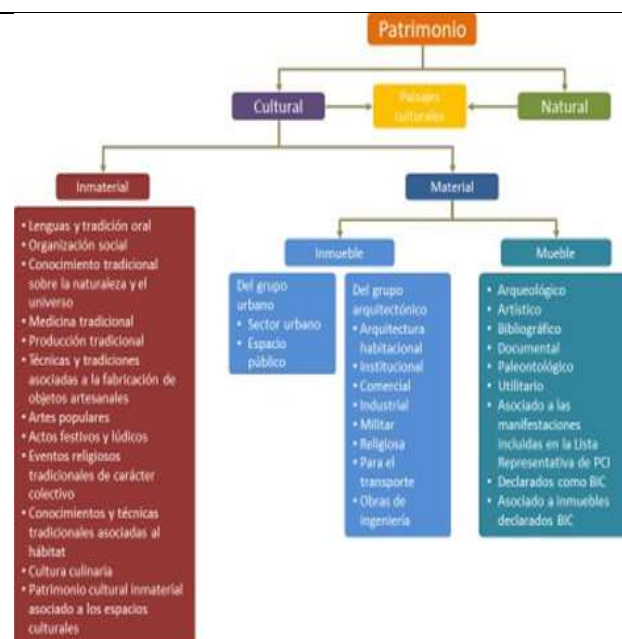 Patrimonio
Cultural
Paisajes
culturales
Natural
Inmaterial
Material
• Lenguas y tradición oral
• Organización social
• Conocimiento tradicional
sobre la naturaleza y el
universo
• Medicina tradicional
• Producción tradicional
• Técnicas y tradiciones
asociadas a la fabricación de
objetos artesanales
• Artes populares
• Actos festivos y lúdicos
• Eventos religiosos
tradicionales de carácter
colectivo
• Conocimientos y técnicas
tradicionales asociadas al
hábitat
• Cultura culinaria
• Patrimonio cultural inmaterial
asociado a los espacios
culturales
Inmueble
Del grupo
urbano
• Sector urbano
• Espacio
público
Del grupo
arquitectónico
• Arquitectura
habitacional
• Institucional
• Comercial
• Industrial
• Militar
• Religiosa
• Para el
transporte
• Obras de
ingeniería
Mueble
• Arqueológico
• Artístico
• Bibliográfico
• Documental
• Paleontológico
• Utilitario
• Asociado a las
manifestaciones
incluidas en la Lista
Representativa de PCI
• Declarados como BIC
• Asociado a inmuebles
declarados BIC